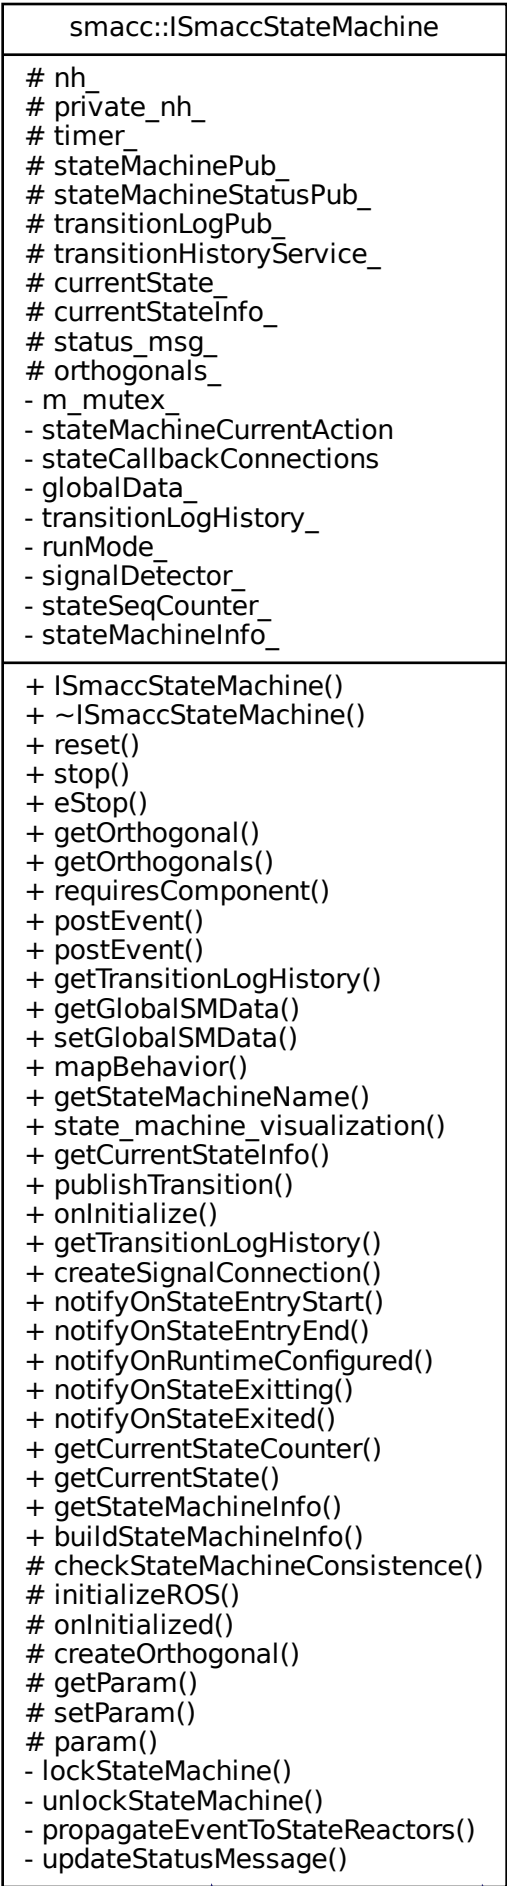 smacc::ISmaccStateMachine
# nh_
# private_nh_
# timer_
# stateMachinePub_
# stateMachineStatusPub_
# transitionLogPub_
# transitionHistoryService_
# currentState_
# currentStateInfo_
# status_msg_
# orthogonals_
- m_mutex_
- stateMachineCurrentAction
- stateCallbackConnections
- globalData_
- transitionLogHistory_
- runMode_
- signalDetector_
- stateSeqCounter_
- stateMachineInfo_
+ ISmaccStateMachine()
+ ~ISmaccStateMachine()
+ reset()
+ stop()
+ eStop()
+ getOrthogonal()
+ getOrthogonals()
+ requiresComponent()
+ postEvent()
+ postEvent()
+ getTransitionLogHistory()
+ getGlobalSMData()
+ setGlobalSMData()
+ mapBehavior()
+ getStateMachineName()
+ state_machine_visualization()
+ getCurrentStateInfo()
+ publishTransition()
+ onInitialize()
+ getTransitionLogHistory()
+ createSignalConnection()
+ notifyOnStateEntryStart()
+ notifyOnStateEntryEnd()
+ notifyOnRuntimeConfigured()
+ notifyOnStateExitting()
+ notifyOnStateExited()
+ getCurrentStateCounter()
+ getCurrentState()
+ getStateMachineInfo()
+ buildStateMachineInfo()
# checkStateMachineConsistence()
# initializeROS()
# onInitialized()
# createOrthogonal()
# getParam()
# setParam()
# param()
- lockStateMachine()
- unlockStateMachine()
- propagateEventToStateReactors()
- updateStatusMessage()